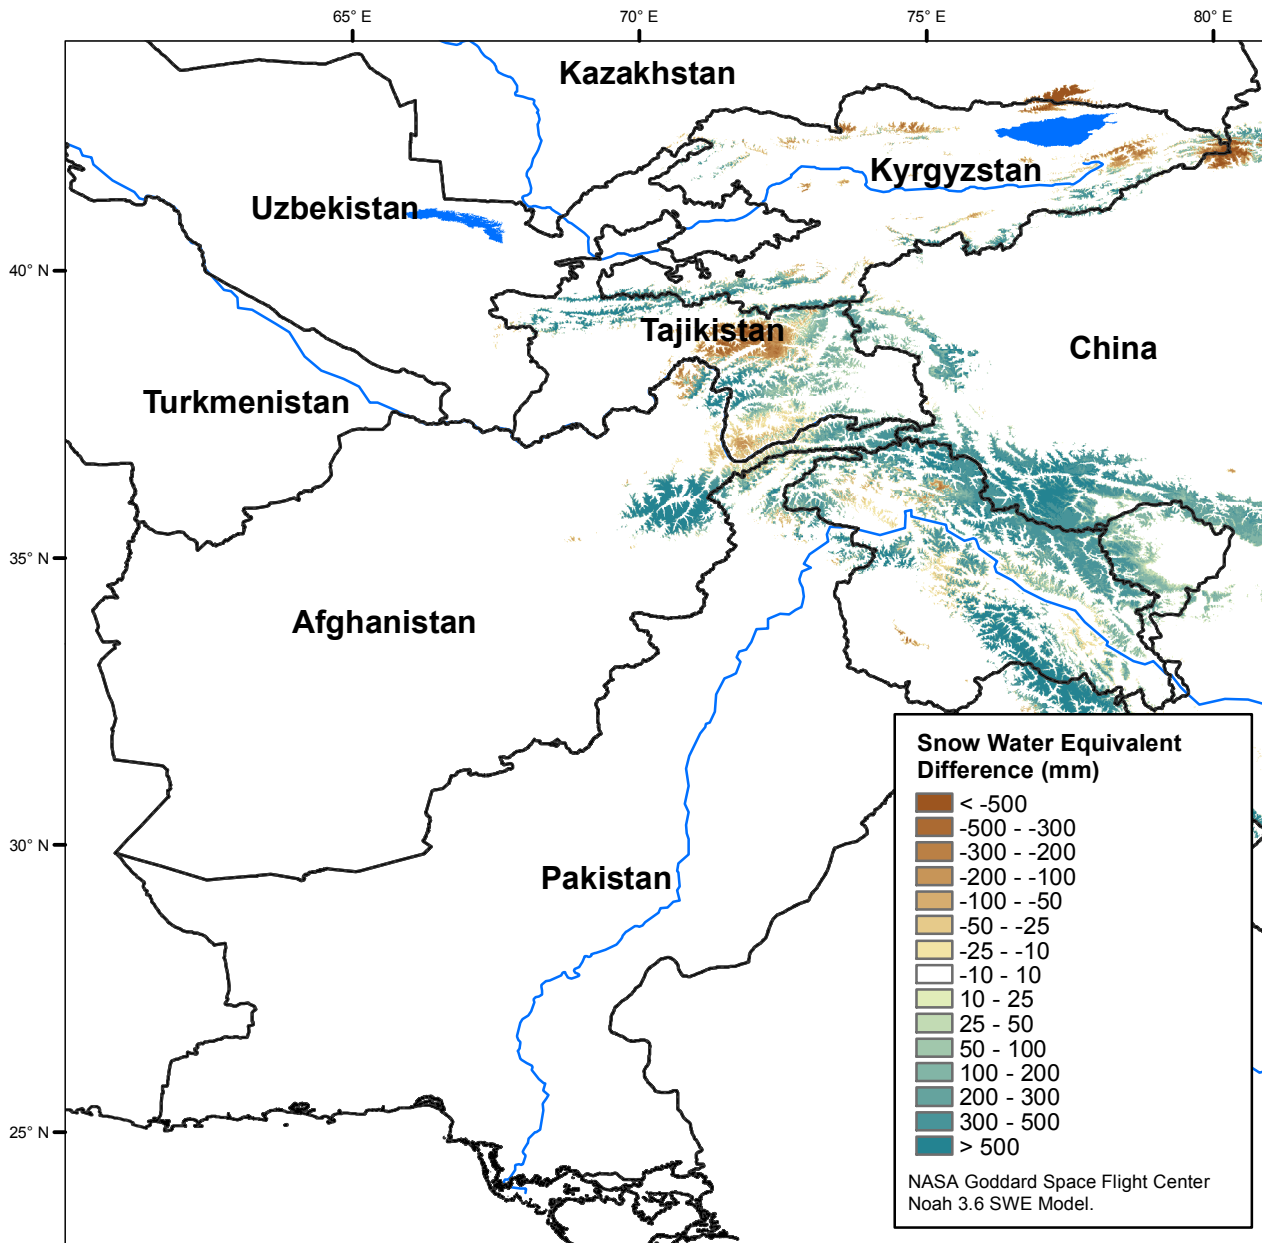 65° E
70° E
75° E
80° E
Kazakhstan
Kyrgyzstan
Uzbekistan
40° N
Tajikistan
China
Turkmenistan
35° N
Afghanistan
30° N
Pakistan
25° N
Snow Water Equivalent
Difference (mm)
< -500
-500 - -300
-300 - -200
-200 - -100
-100 - -50
-50 - -25
-25 - -10
-10 - 10
10 - 25
25 - 50
50 - 100
100 - 200
200 - 300
300 - 500
> 500
NASA Goddard Space Flight Center
Noah 3.6 SWE Model.